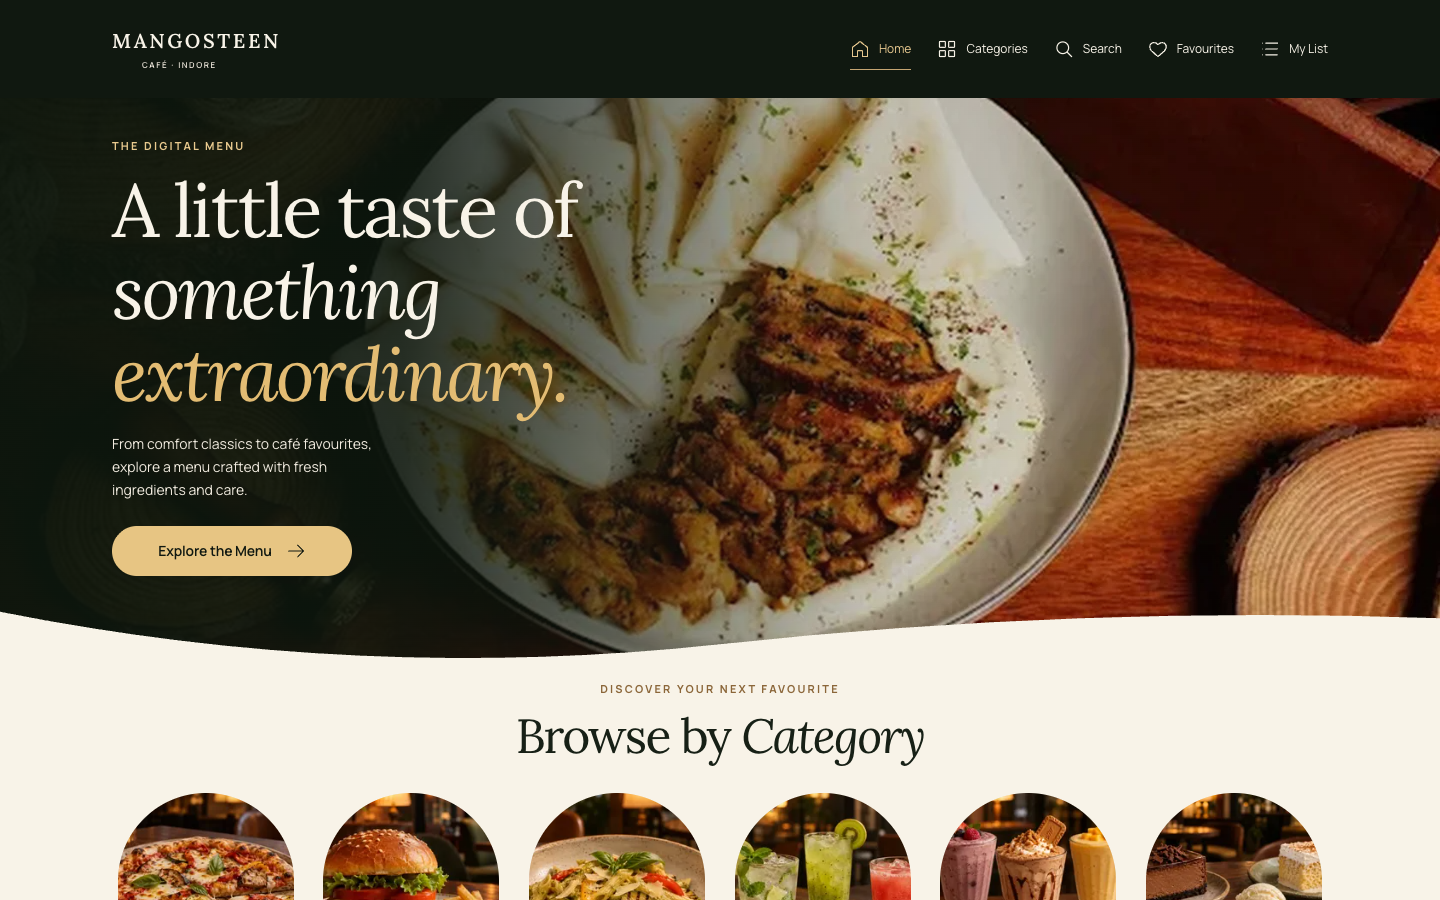 MANGOSTEEN
CAFÉ · INDORE
Home
Categories
Search
Favourites
My List
THE DIGITAL MENU
A little taste of
something
extraordinary.
From comfort classics to café favourites,
explore a menu crafted with fresh
ingredients and care.
Explore the Menu
DISCOVER YOUR NEXT FAVOURITE
Browse by Category